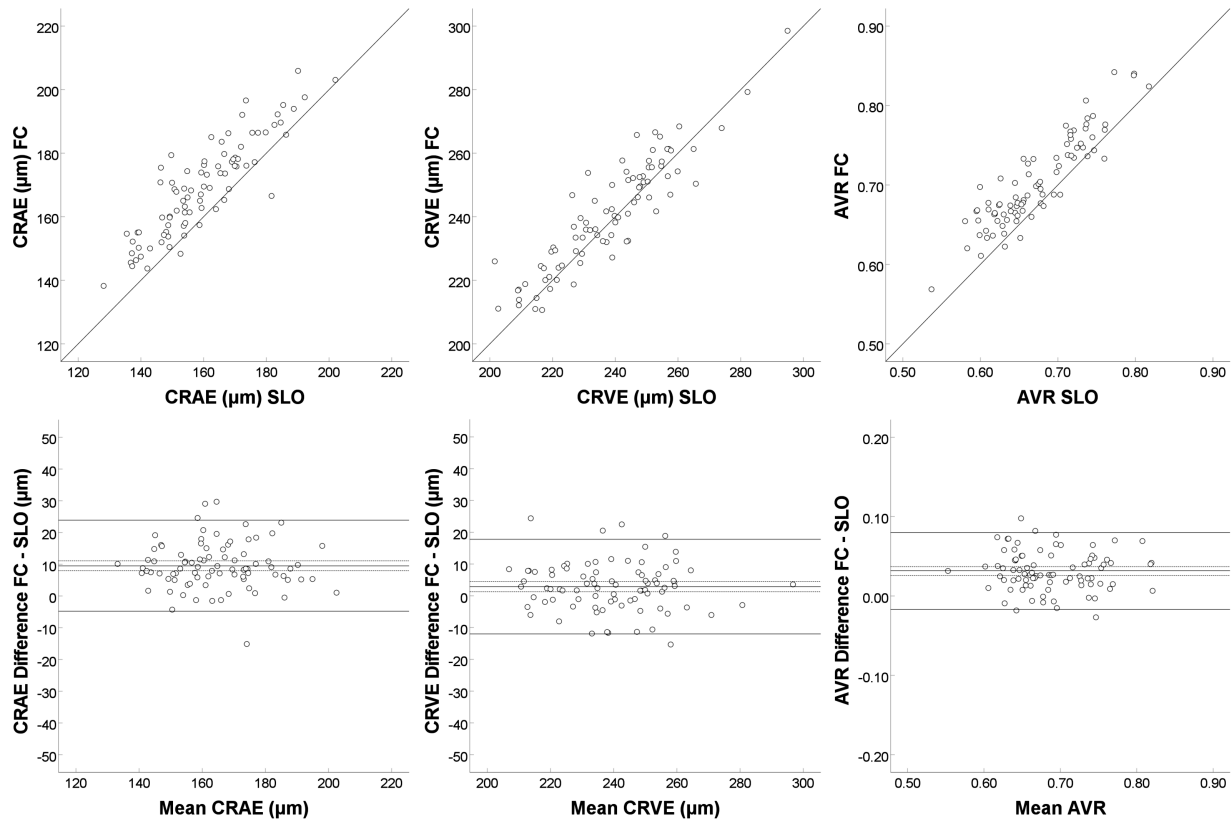 220
200
180
160
140
120
CRAE (µm) FC
120 140 160 180 200 220
CRAE (µm) SLO
300
280
260
240
220
200
CRVE (µm) FC
200 220 240 260 280 300
CRVE (µm) SLO
0.90
0.80
0.70
0.60
0.50
AVR FC
0.50 0.60 0.70 0.80 0.90
AVR SLO
50
40
30
20
10
0
-10
-20
-30
-40
-50
CRAE Difference FC - SLO (µm)
120 140 160 180 200 220
Mean CRAE (µm)
50
40
30
20
10
0
-10
-20
-30
-40
-50
CRVE Difference FC - SLO (µm)
200 220 240 260 280 300
Mean CRVE (µm)
0.20
0.10
0.00
-0.10
-0.20
AVR Difference FC - SLO
0.50 0.60 0.70 0.80 0.90
Mean AVR